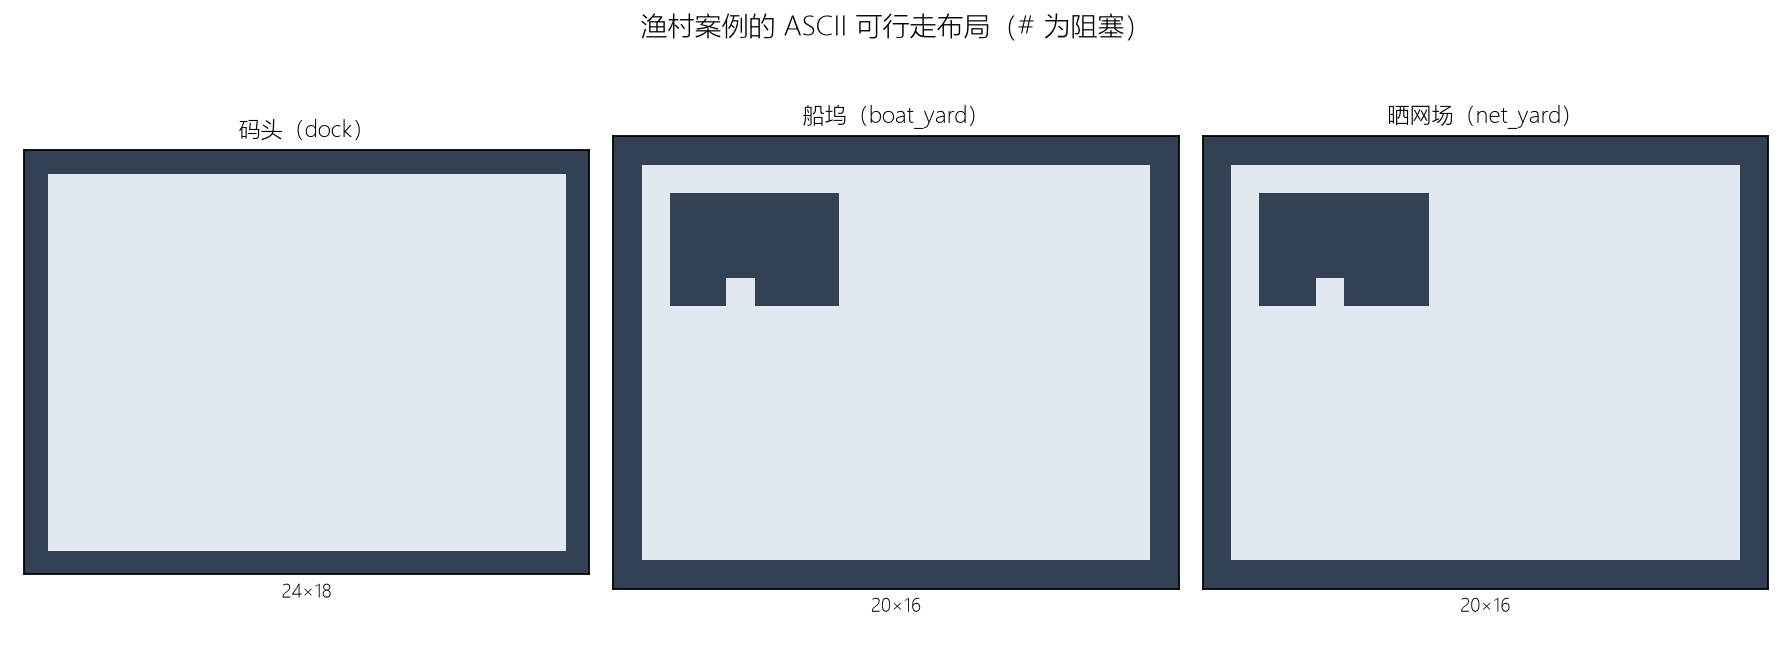 渔村案例的 ASCII 可行走布局（# 为阻塞）
码头（dock）
船坞（boat_yard）
晒网场（net_yard）
24×18
20×16
20×16